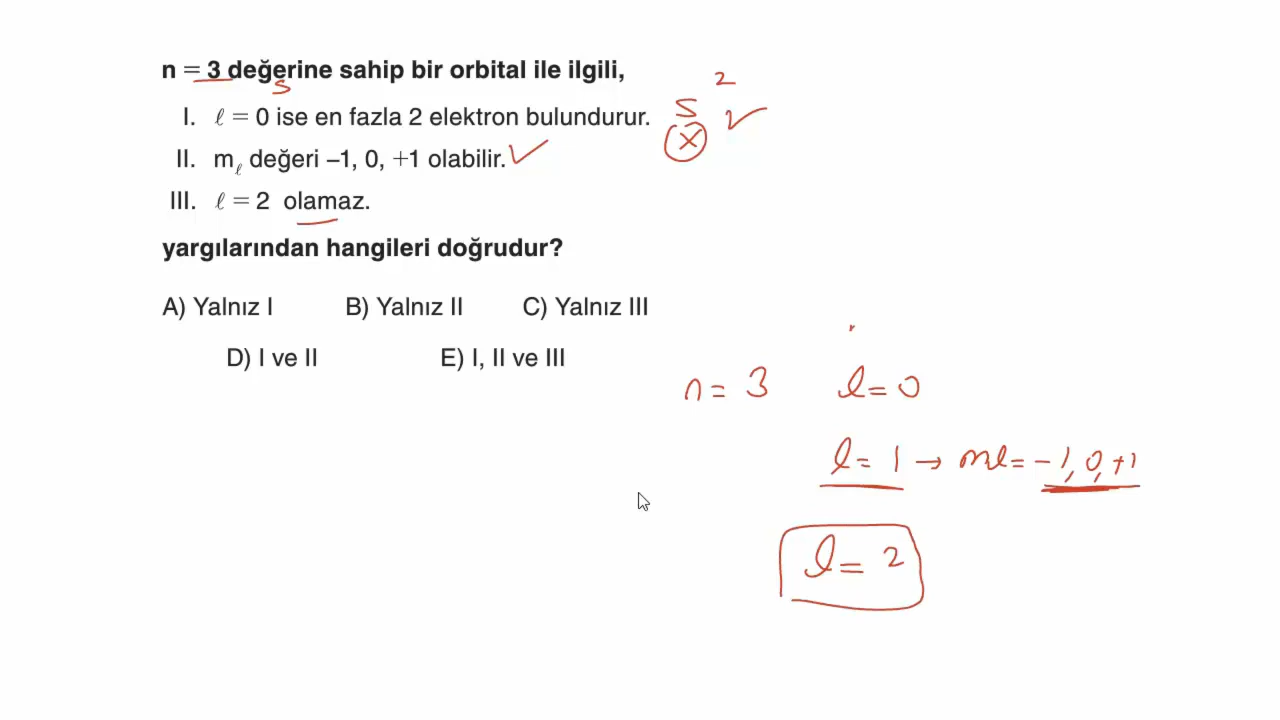 n = 3 değerine sahip bir orbital ile ilgili,
s
I. ℓ = 0 ise en fazla 2 elektron bulundurur. s 2 ✓
II. mℓ değeri –1, 0, +1 olabilir. ✓ x
III. ℓ = 2 olamaz.
yargılarından hangileri doğrudur?
A) Yalnız I B) Yalnız II C) Yalnız III
D) I ve II E) I, II ve III
n = 3 l = 0
l = 1 → ml = -1, 0, +1
l = 2